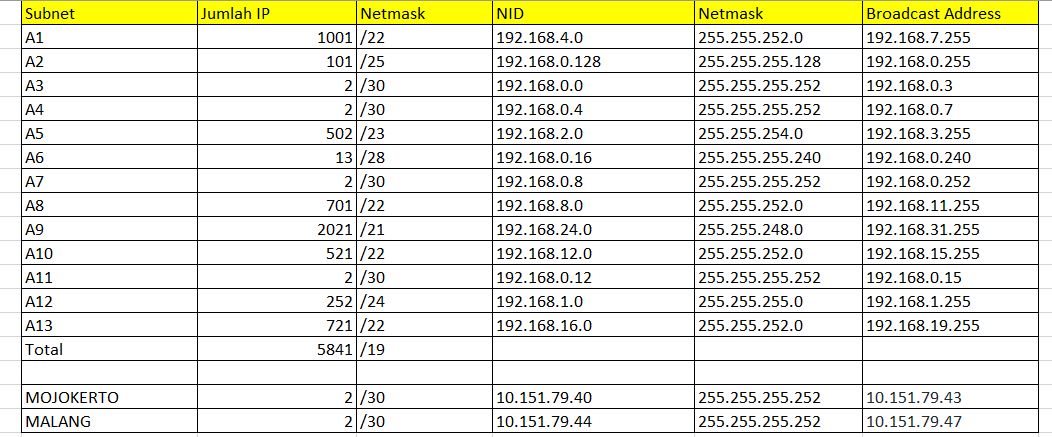 Subnet Jumlah IP Netmask NID Netmask Broadcast Address
A1 1001 /22 192.168.4.0 255.255.252.0 192.168.7.255
A2 101 /25 192.168.0.128 255.255.255.128 192.168.0.255
A3 2 /30 192.168.0.0 255.255.255.252 192.168.0.3
A4 2 /30 192.168.0.4 255.255.255.252 192.168.0.7
A5 502 /23 192.168.2.0 255.255.254.0 192.168.3.255
A6 13 /28 192.168.0.16 255.255.255.240 192.168.0.240
A7 2 /30 192.168.0.8 255.255.255.252 192.168.0.252
A8 701 /22 192.168.8.0 255.255.252.0 192.168.11.255
A9 2021 /21 192.168.24.0 255.255.248.0 192.168.31.255
A10 521 /22 192.168.12.0 255.255.252.0 192.168.15.255
A11 2 /30 192.168.0.12 255.255.255.252 192.168.0.15
A12 252 /24 192.168.1.0 255.255.255.0 192.168.1.255
A13 721 /22 192.168.16.0 255.255.252.0 192.168.19.255
Total 5841 /19
MOJOKERTO 2 /30 10.151.79.40 255.255.255.252 10.151.79.43
MALANG 2 /30 10.151.79.44 255.255.255.252 10.151.79.47